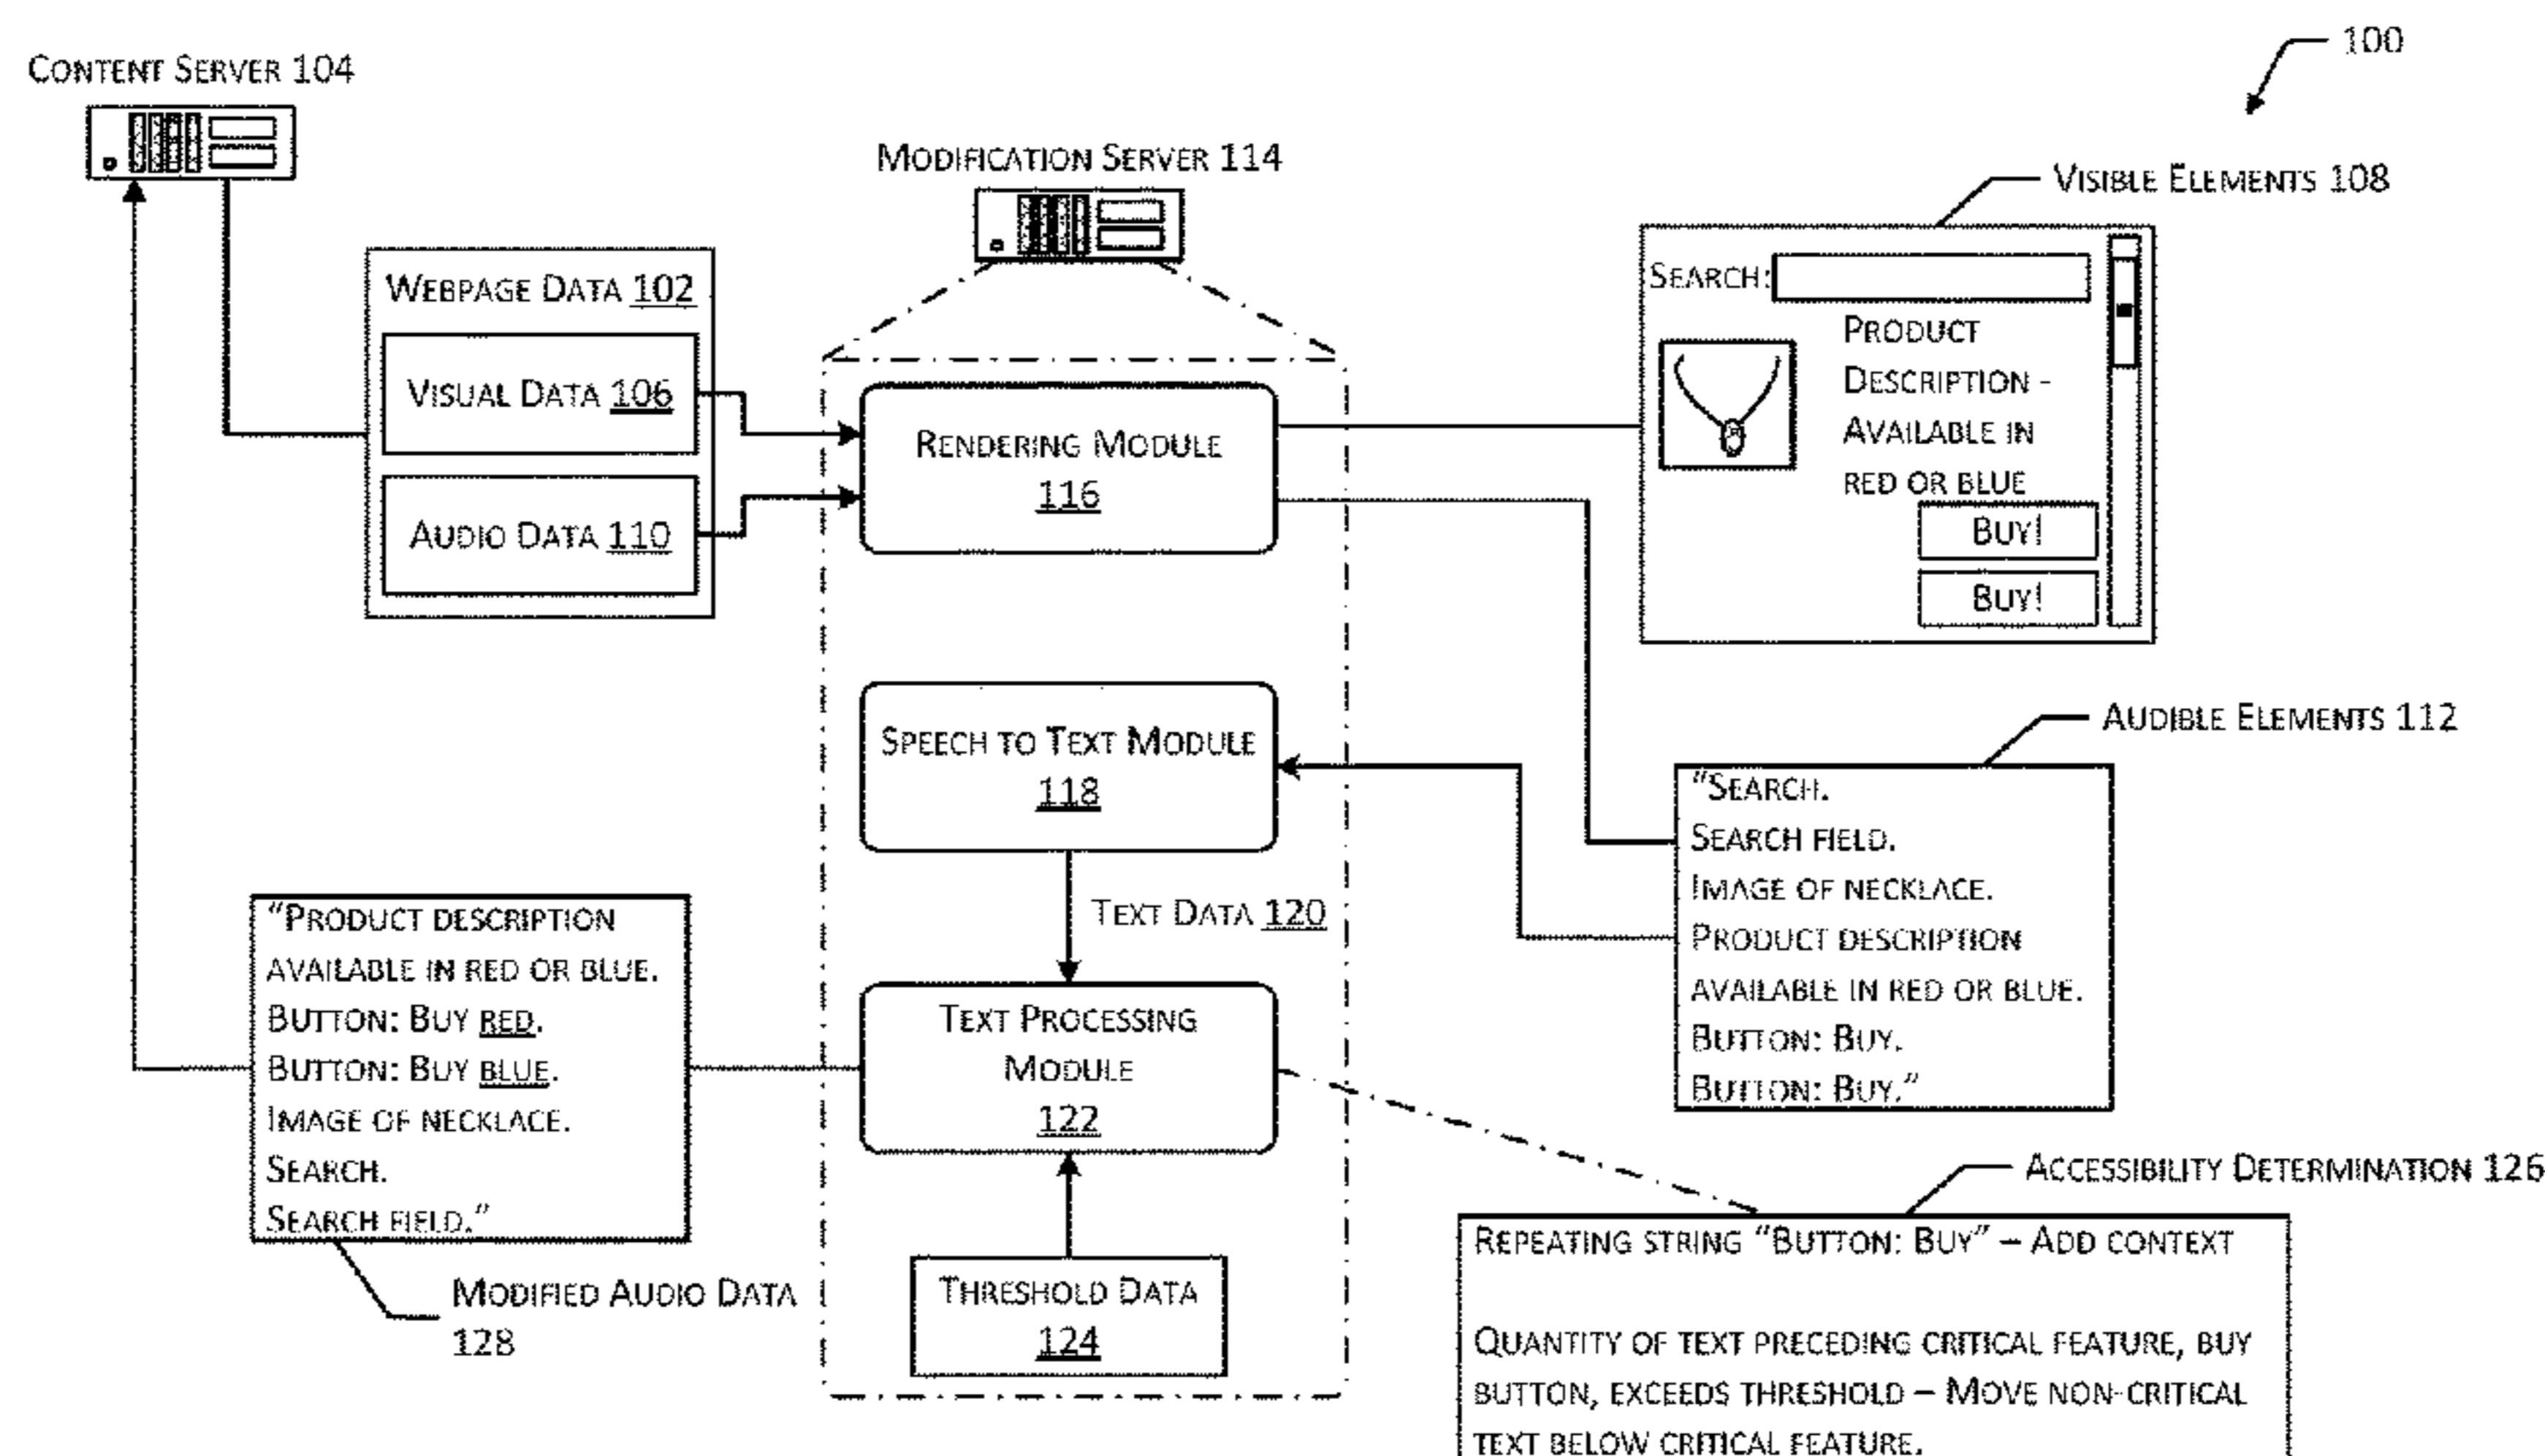 100
CONTENT SERVER 104
MODIFICATION SERVER 114
VISIBLE ELEMENTS 108
WEBPAGE DATA 102
VISUAL DATA 106
AUDIO DATA 110
RENDERING MODULE
116
SEARCH:
PRODUCT
DESCRIPTION -
AVAILABLE IN
RED OR BLUE
BUY!
BUY!
SPEECH TO TEXT MODULE
118
AUDIBLE ELEMENTS 112
"SEARCH.
SEARCH FIELD.
IMAGE OF NECKLACE.
PRODUCT DESCRIPTION
AVAILABLE IN RED OR BLUE.
BUTTON: BUY.
BUTTON: BUY."
TEXT DATA 120
"PRODUCT DESCRIPTION
AVAILABLE IN RED OR BLUE.
BUTTON: BUY RED.
BUTTON: BUY BLUE.
IMAGE OF NECKLACE.
SEARCH.
SEARCH FIELD."
TEXT PROCESSING
MODULE
122
MODIFIED AUDIO DATA
128
THRESHOLD DATA
124
ACCESSIBILITY DETERMINATION 126
REPEATING STRING "BUTTON: BUY" – ADD CONTEXT
QUANTITY OF TEXT PRECEDING CRITICAL FEATURE, BUY
BUTTON, EXCEEDS THRESHOLD – MOVE NON-CRITICAL
TEXT BELOW CRITICAL FEATURE.